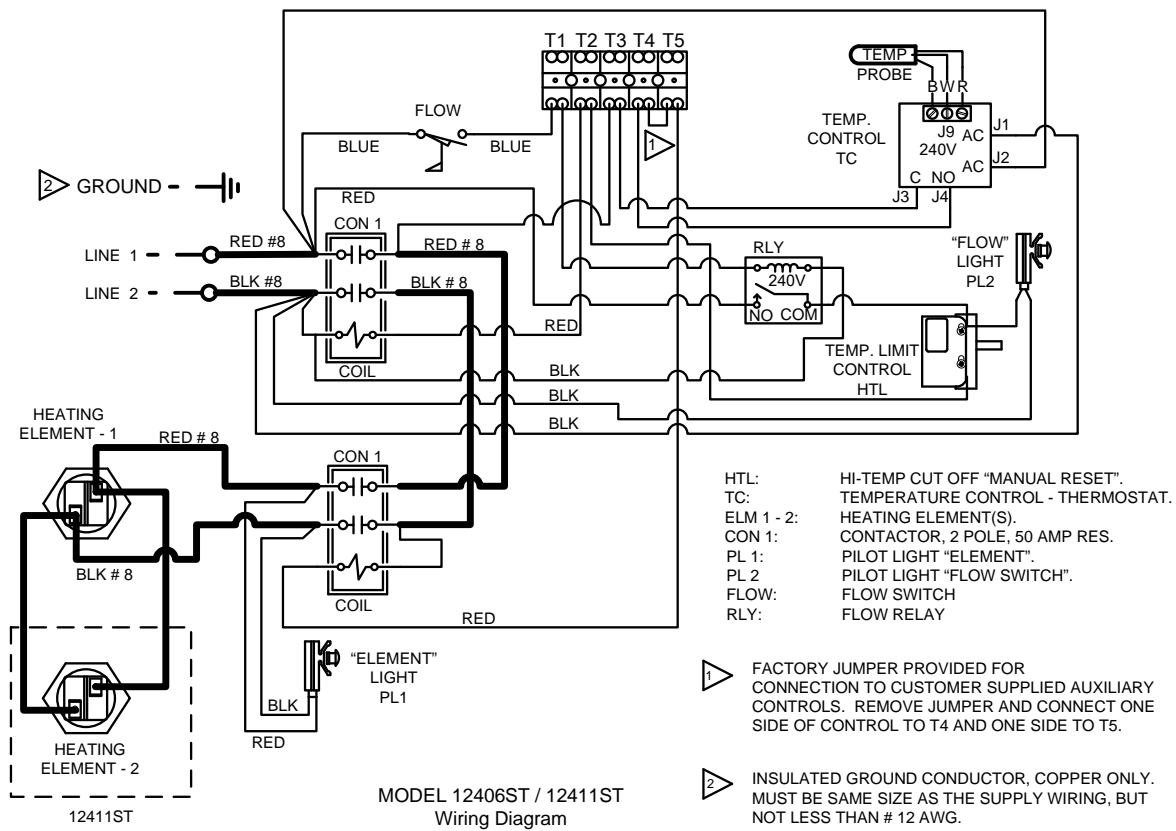 T1 T2 T3 T4 T5
TEMP
PROBE
B W R
FLOW
TEMP.
CONTROL
TC
J9
240V
AC
AC
J1
J2
C NO
J3
J4
BLUE
BLUE
1
2
GROUND
RED
CON 1
LINE 1
RED #8
RED # 8
LINE 2
BLK #8
BLK # 8
RLY
240V
NO COM
"FLOW"
LIGHT
PL2
RED
COIL
BLK
TEMP. LIMIT
CONTROL
HTL
BLK
BLK
HEATING
ELEMENT - 1
RED # 8
CON 1
BLK # 8
COIL
RED
"ELEMENT"
LIGHT
PL1
BLK
RED
HEATING
ELEMENT - 2
12411ST
HTL: HI-TEMP CUT OFF "MANUAL RESET".
TC: TEMPERATURE CONTROL - THERMOSTAT.
ELM 1 - 2: HEATING ELEMENT(S).
CON 1: CONTACTOR, 2 POLE, 50 AMP RES.
PL 1: PILOT LIGHT "ELEMENT".
PL 2 PILOT LIGHT "FLOW SWITCH".
FLOW: FLOW SWITCH
RLY: FLOW RELAY
1
FACTORY JUMPER PROVIDED FOR
CONNECTION TO CUSTOMER SUPPLIED AUXILIARY
CONTROLS. REMOVE JUMPER AND CONNECT ONE
SIDE OF CONTROL TO T4 AND ONE SIDE TO T5.
2
INSULATED GROUND CONDUCTOR, COPPER ONLY.
MUST BE SAME SIZE AS THE SUPPLY WIRING, BUT
NOT LESS THAN # 12 AWG.
MODEL 12406ST / 12411ST
Wiring Diagram